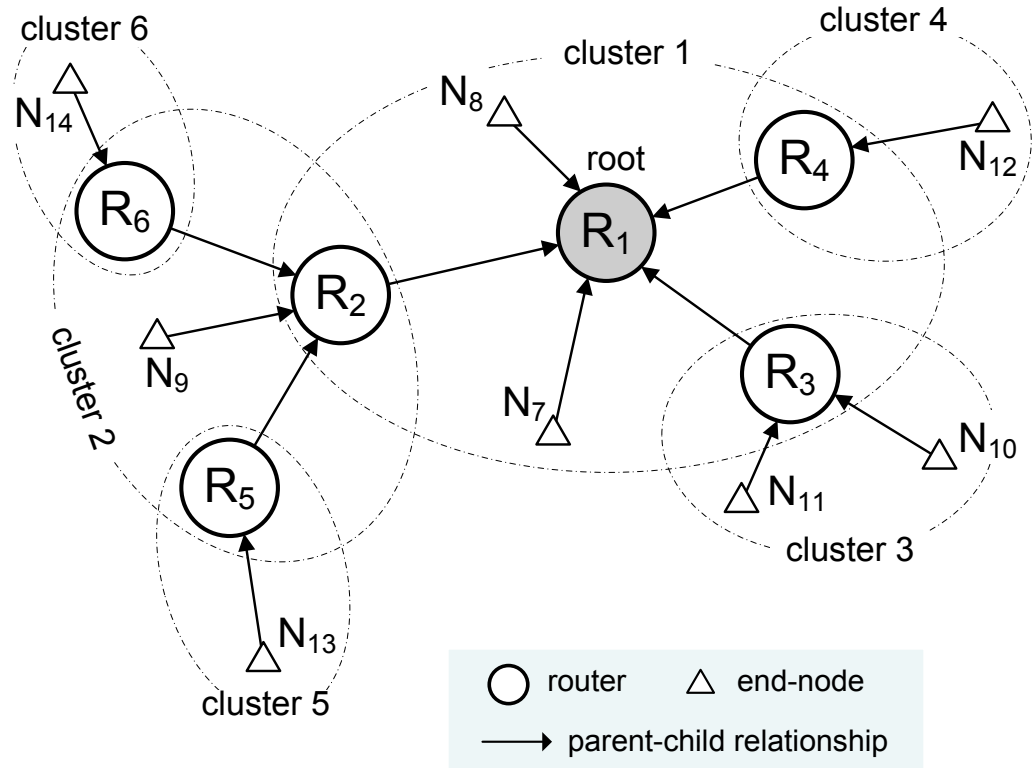 cluster 6
cluster 4
cluster 1
N8
N14
root
R4
N12
R6
R1
R2
cluster 2
N9
R3
N7
N10
R5
N11
cluster 3
N13
cluster 5
router
end-node
parent-child relationship